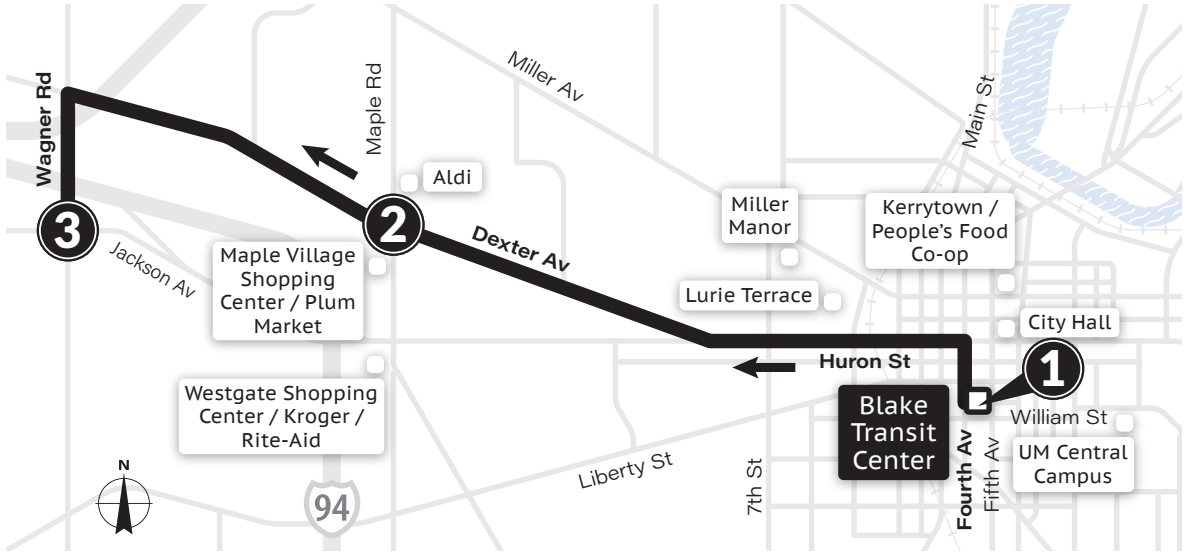 Wagner Rd
3
Jackson Av
Maple Rd
Aldi
2
Maple Village
Shopping
Center / Plum
Market
Westgate Shopping
Center / Kroger /
Rite-Aid
N
94
Miller Av
Dexter Av
Liberty St
Miller
Manor
Lurie Terrace
7th St
Main St
Kerrytown /
People’s Food
Co-op
City Hall
Huron St
1
Blake
Transit
Center
Fourth Av
Fifth Av
William St
UM Central
Campus